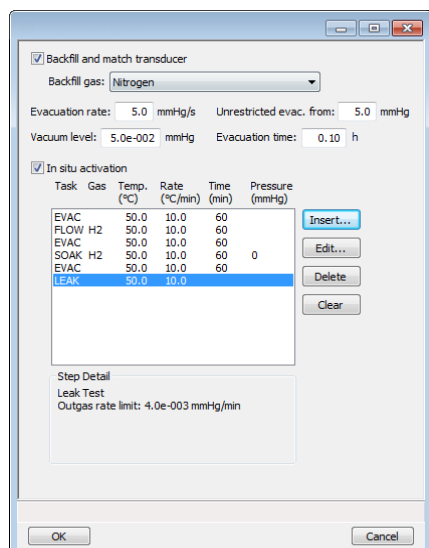 Backfill and match transducer
Backfill gas: Nitrogen
Evacuation rate: 5.0 mmHg/s Unrestricted evac. from: 5.0 mmHg
Vacuum level: 5.0e-002 mmHg Evacuation time: 0.10 h
In situ activation
Task Gas Temp. Rate Time Pressure
(°C) (°C/min) (min) (mmHg)
EVAC 50.0 10.0 60
FLOW H2 50.0 10.0 60
EVAC 50.0 10.0 60
SOAK H2 50.0 10.0 60 0
EVAC 50.0 10.0 60
LEAK 50.0 10.0
Insert...
Edit...
Delete
Clear
Step Detail
Leak Test
Outgas rate limit: 4.0e-003 mmHg/min
OK Cancel